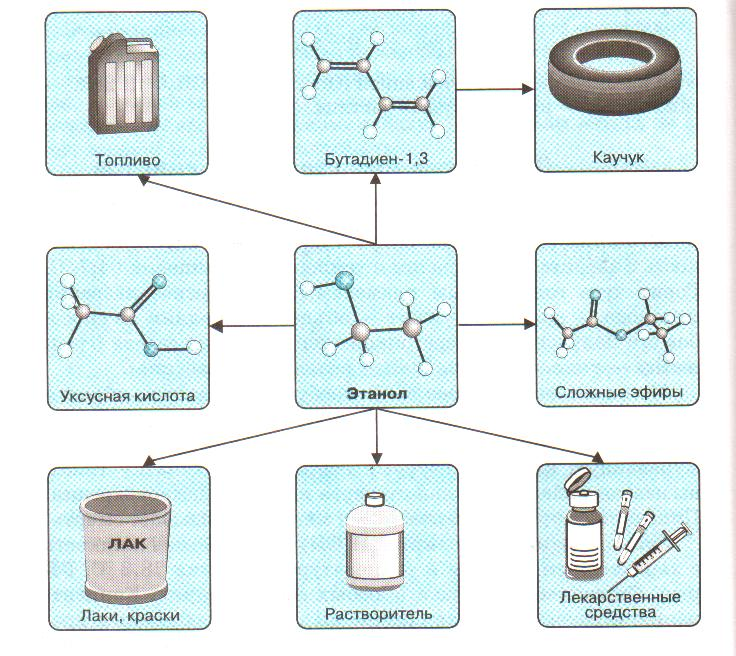 Топливо
Бутадиен-1,3
Каучук
Уксусная кислота
Этанол
Сложные эфиры
ЛАК
Лаки, краски
Растворитель
Лекарственные
средства